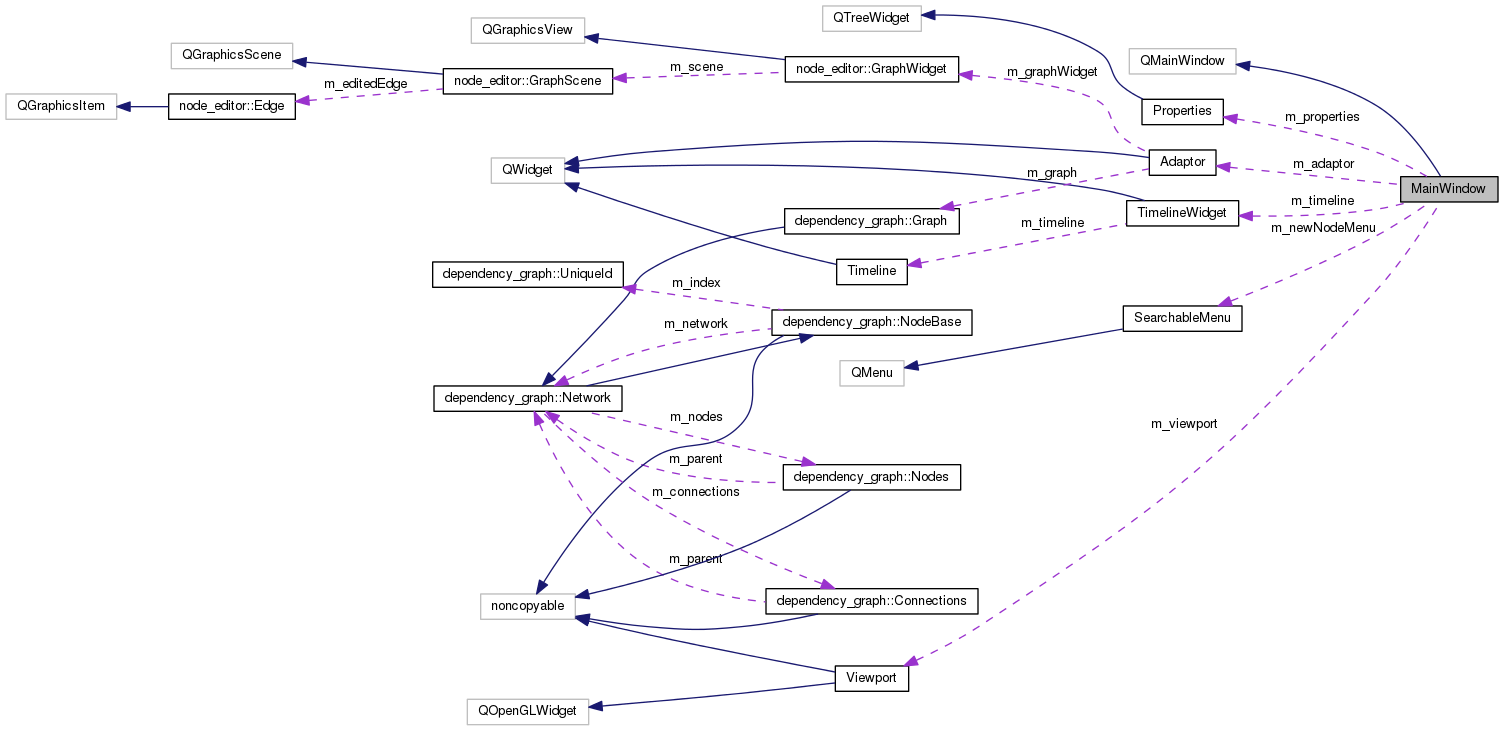 QTreeWidget
QGraphicsView
QGraphicsScene
QMainWindow
m_scene
node_editor::GraphWidget
m_graphWidget
node_editor::GraphScene
m_editedEdge
QGraphicsItem
node_editor::Edge
Properties
m_properties
QWidget
Adaptor
m_adaptor
m_graph
MainWindow
m_timeline
dependency_graph::Graph
m_timeline
TimelineWidget
m_newNodeMenu
dependency_graph::UniqueId
m_index
Timeline
m_network
dependency_graph::NodeBase
SearchableMenu
QMenu
dependency_graph::Network
m_nodes
m_viewport
m_parent
dependency_graph::Nodes
m_connections
m_parent
noncopyable
dependency_graph::Connections
Viewport
QOpenGLWidget